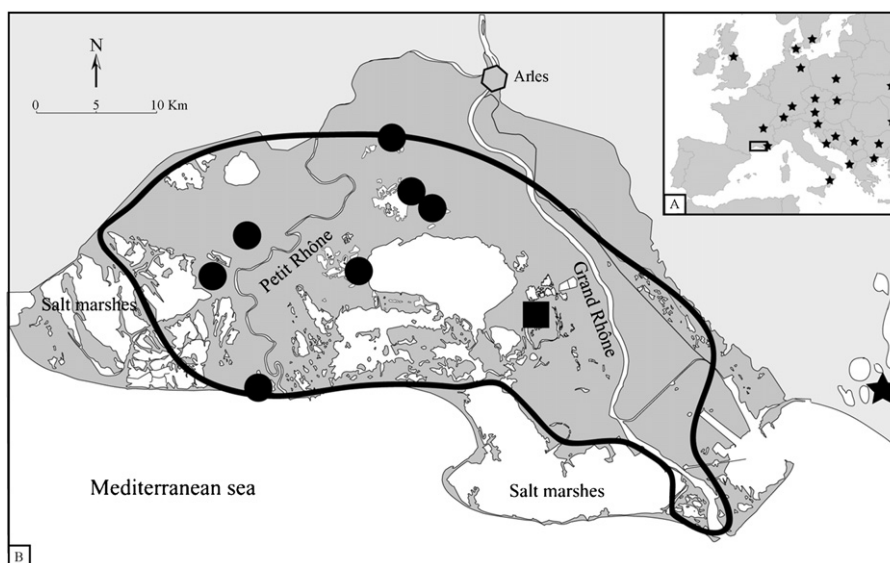 N
0 5 10 Km
Arles
A
Petit Rhône
Grand Rhône
Salt marshes
Mediterranean sea
Salt marshes
B